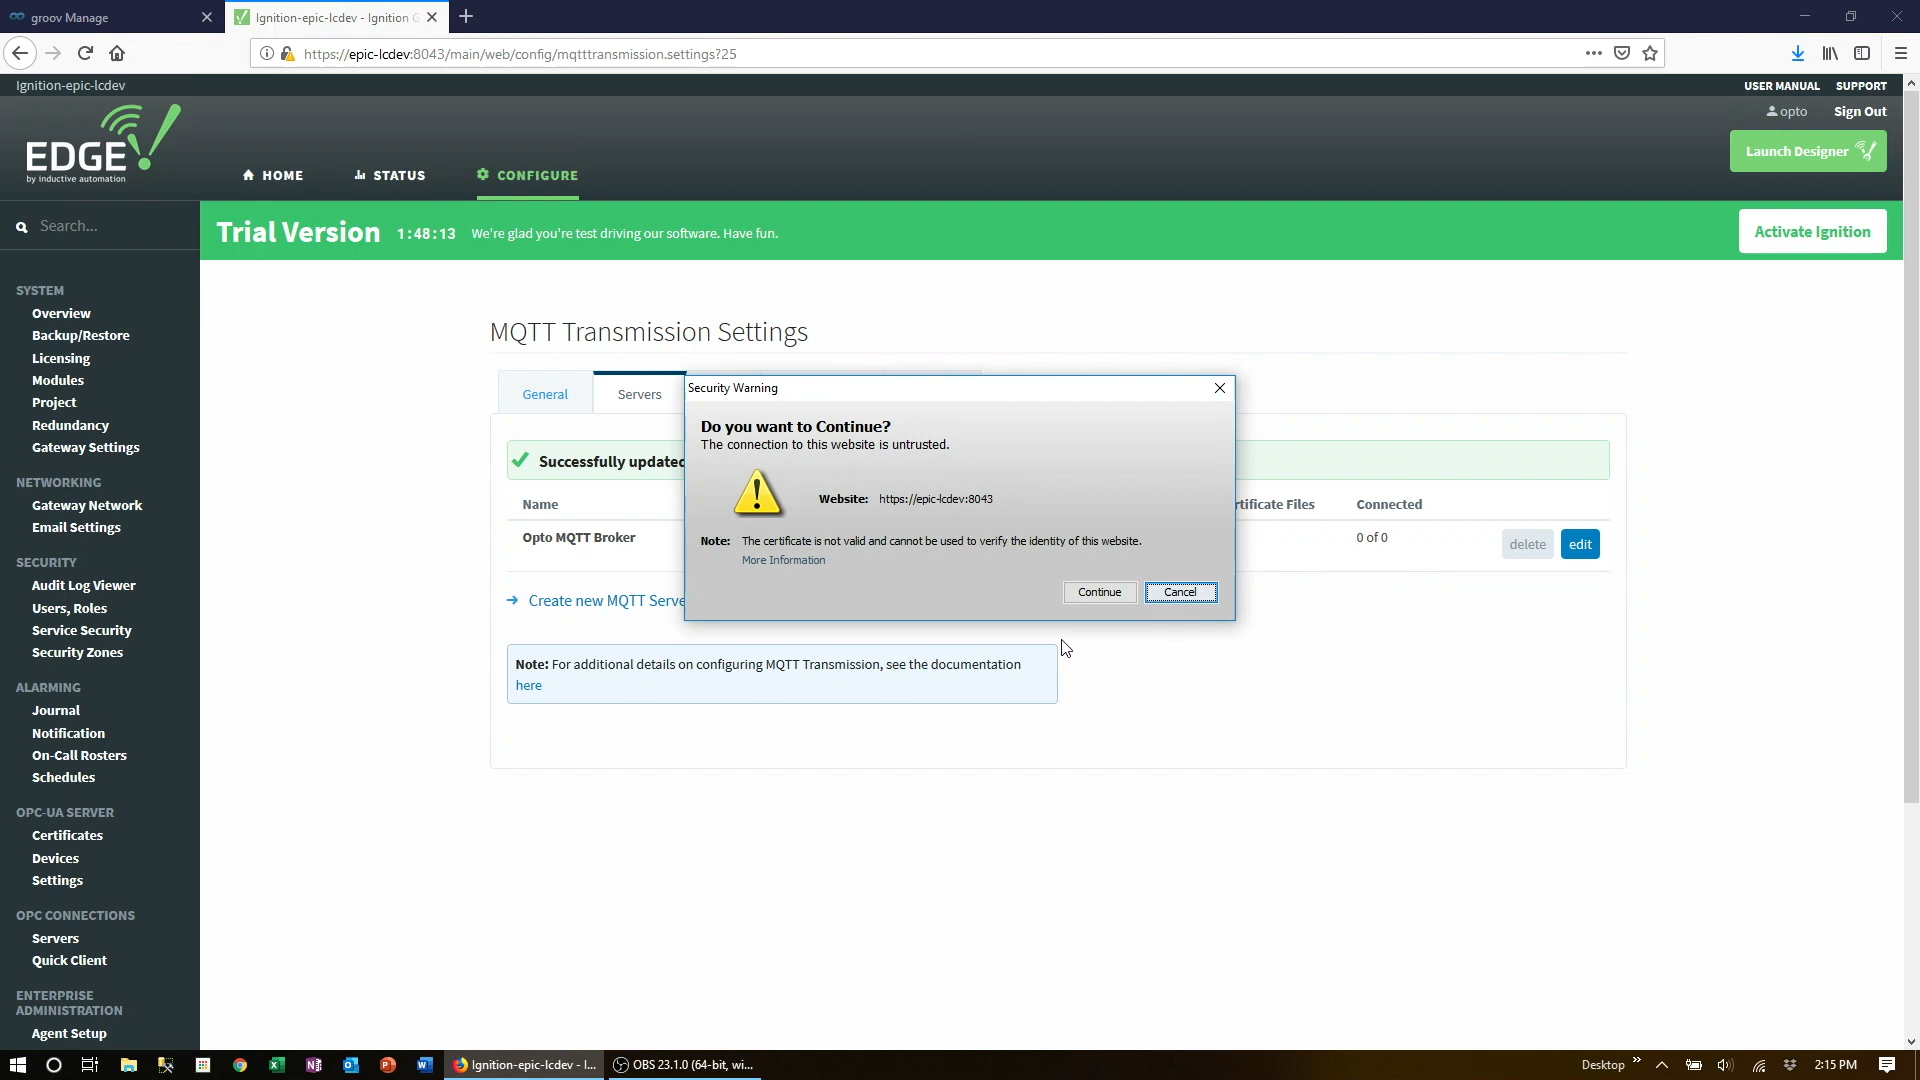 groov Manage
Ignition-epic-lcdev - Ignition G
https://epic-lcdev:8043/main/web/config/mqtttransmission.settings?25
Ignition-epic-lcdev
USER MANUAL SUPPORT
opto Sign Out
EDGE
by inductive automation
Launch Designer
HOME
STATUS
CONFIGURE
Search...
Trial Version 1:48:13 We're glad you're test driving our software. Have fun.
Activate Ignition
SYSTEM
Overview
Backup/Restore
Licensing
Modules
Project
Redundancy
Gateway Settings
NETWORKING
Gateway Network
Email Settings
SECURITY
Audit Log Viewer
Users, Roles
Service Security
Security Zones
ALARMING
Journal
Notification
On-Call Rosters
Schedules
OPC-UA SERVER
Certificates
Devices
Settings
OPC CONNECTIONS
Servers
Quick Client
ENTERPRISE
ADMINISTRATION
Agent Setup
MQTT Transmission Settings
General
Servers
Successfully updated
Name
rtificate Files
Connected
Opto MQTT Broker
0 of 0
delete
edit
Create new MQTT Serve
Note: For additional details on configuring MQTT Transmission, see the documentation
here
Security Warning
Do you want to Continue?
The connection to this website is untrusted.
Website: https://epic-lcdev:8043
Note: The certificate is not valid and cannot be used to verify the identity of this website.
More Information
Continue
Cancel
Ignition-epic-lcdev - I...
OBS 23.1.0 (64-bit, wi...
Desktop
2:15 PM